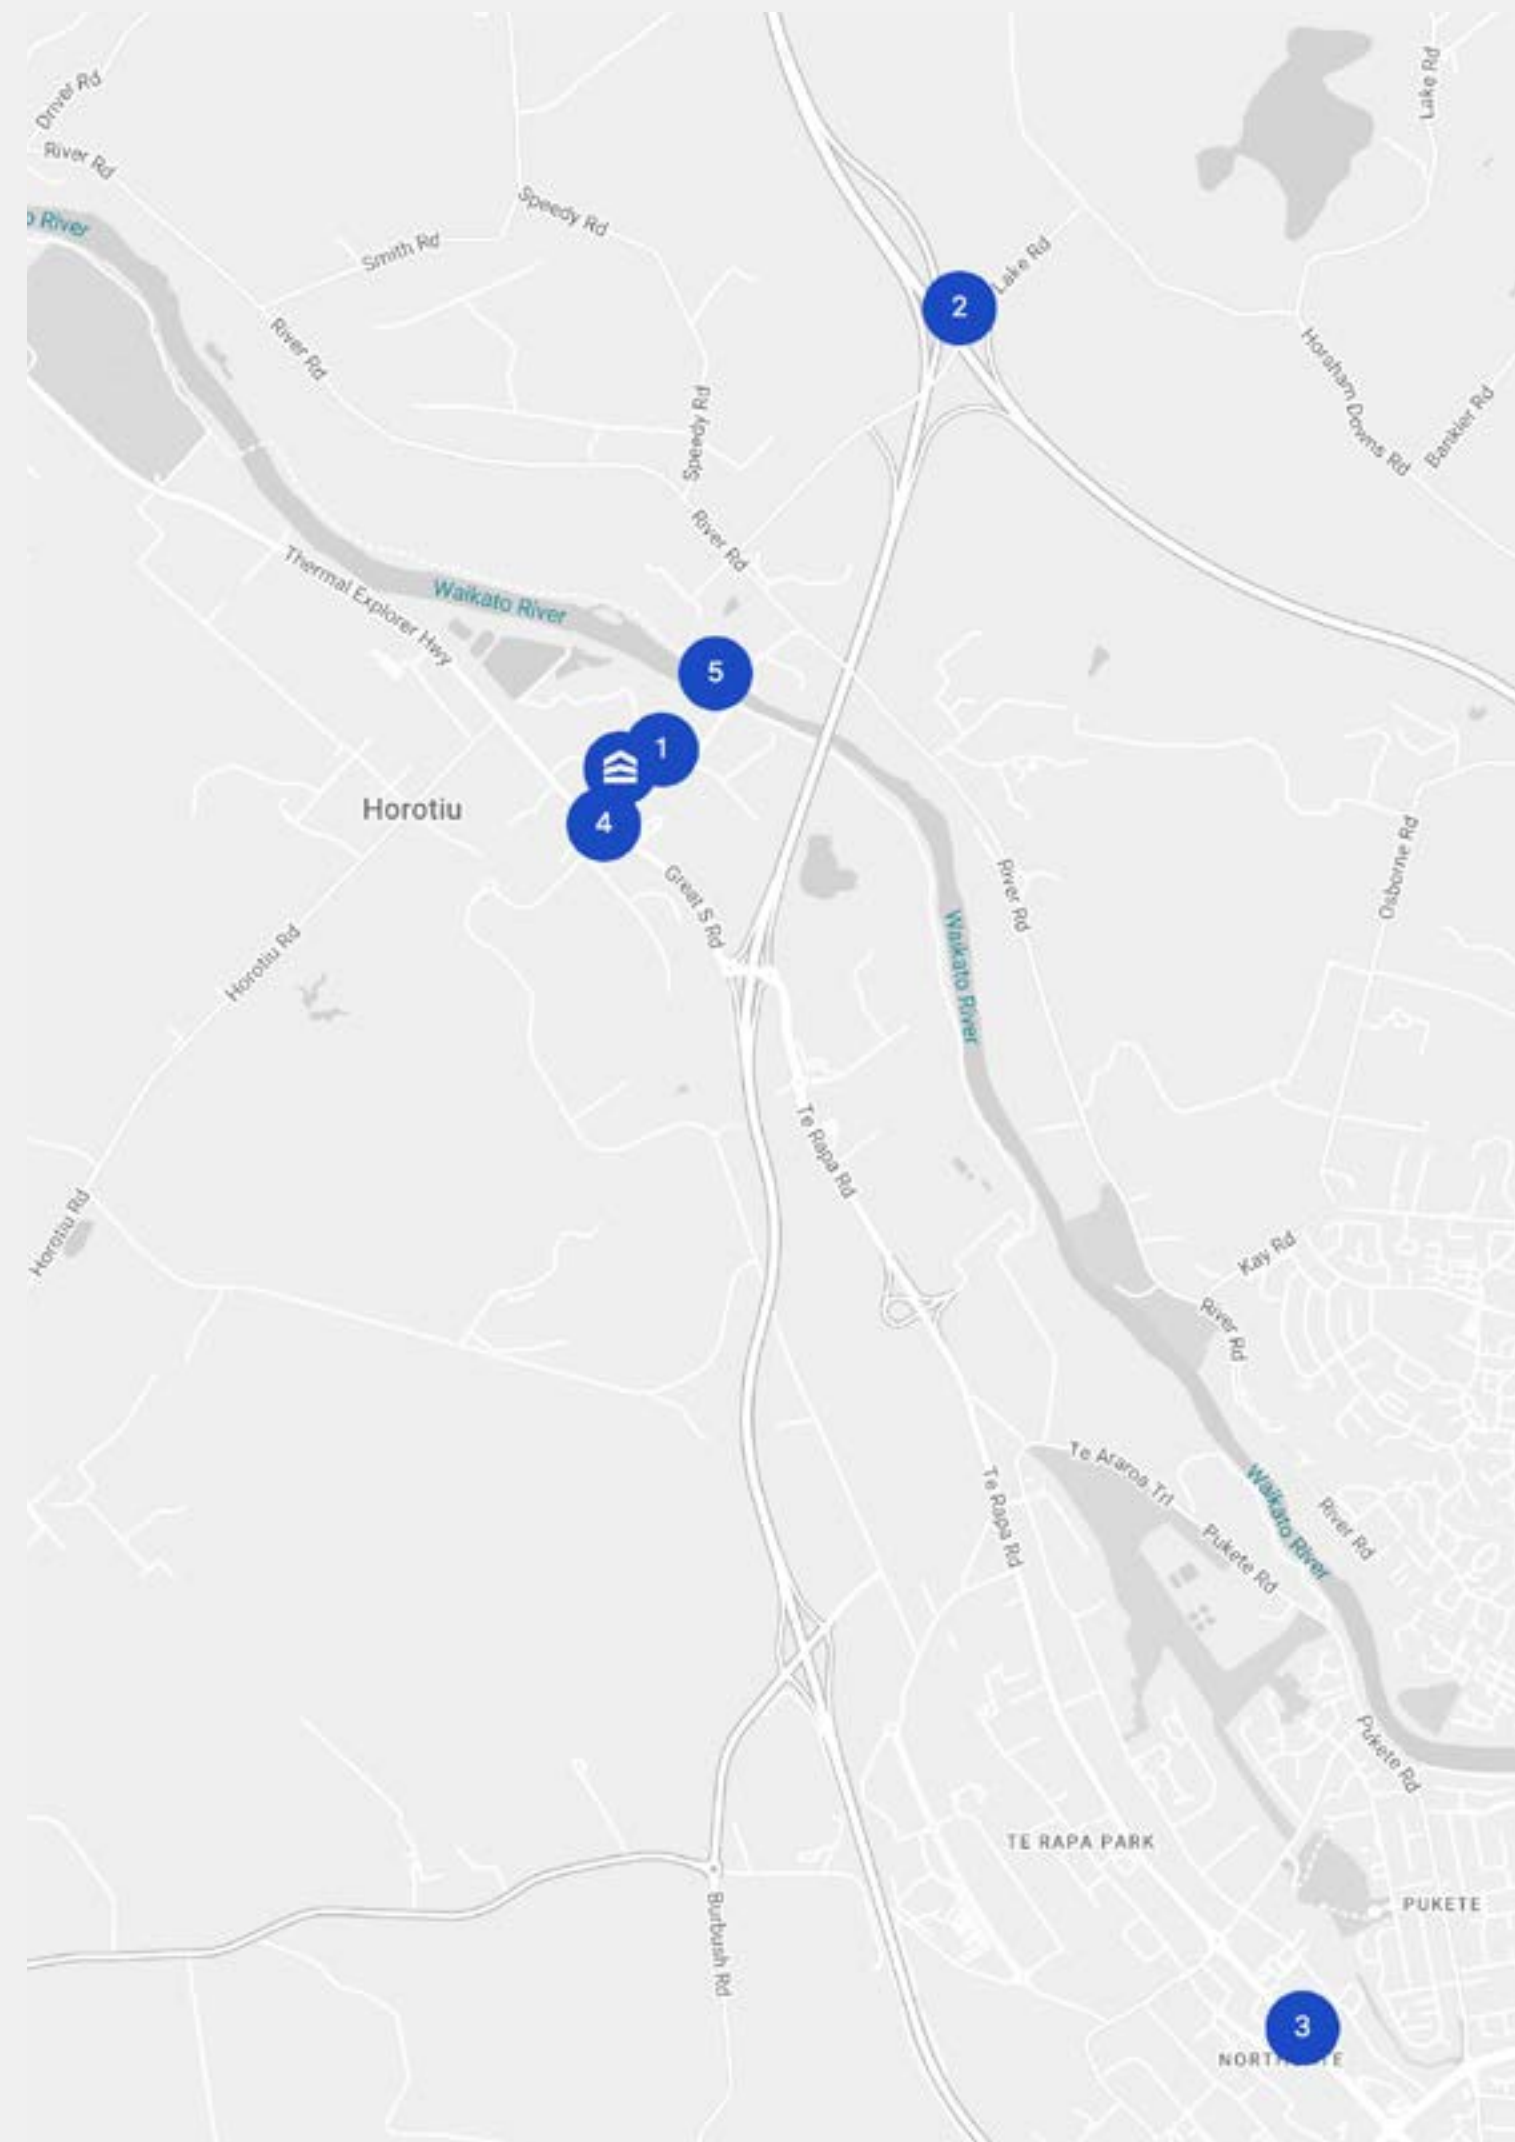 Driver Rd
Lake Rd
River Rd
River
Speedy Rd
Smith Rd
Lake Rd
2
River Rd
Horsham Downs Rd
Bankier Rd
Speedy Rd
River Rd
Thermal Explorer Hwy
Waikato River
5
1
Horotiu
4
Great S Rd
River Rd
Osborne Rd
Horotiu Rd
Waikato River
Te Rapa Rd
Horotiu Rd
Kay Rd
River Rd
Te Araroa Trl
Te Rapa Rd
Waikato River
River Rd
Pukete Rd
Pukete Rd
TE RAPA PARK
PUKETE
Burbush Rd
3